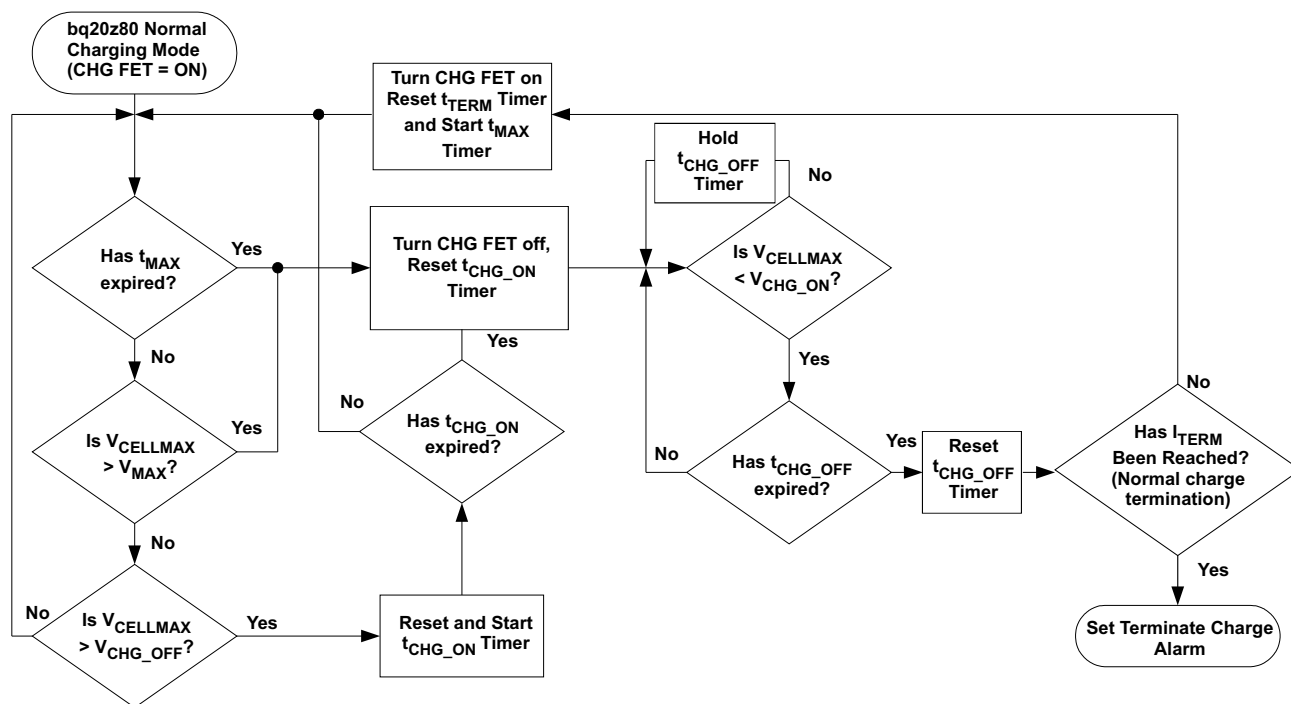 bq20z80 Normal
Charging Mode
(CHG FET = ON)
Turn CHG FET on
Reset tTERM Timer
and Start tMAX
Timer
Hold
tCHG_OFF
Timer
No
Has tMAX
expired?
Yes
Turn CHG FET off,
Reset tCHG_ON
Timer
Is VCELLMAX
< VCHG_ON?
No
Yes
Yes
Is VCELLMAX
> VMAX?
Yes
No
Has tCHG_ON
expired?
No
Has tCHG_OFF
expired?
Yes
Reset
tCHG_OFF
Timer
No
Has ITERM
Been Reached?
(Normal charge
termination)
No
Yes
No
Is VCELLMAX
> VCHG_OFF?
Yes
Reset and Start
tCHG_ON Timer
Set Terminate Charge
Alarm